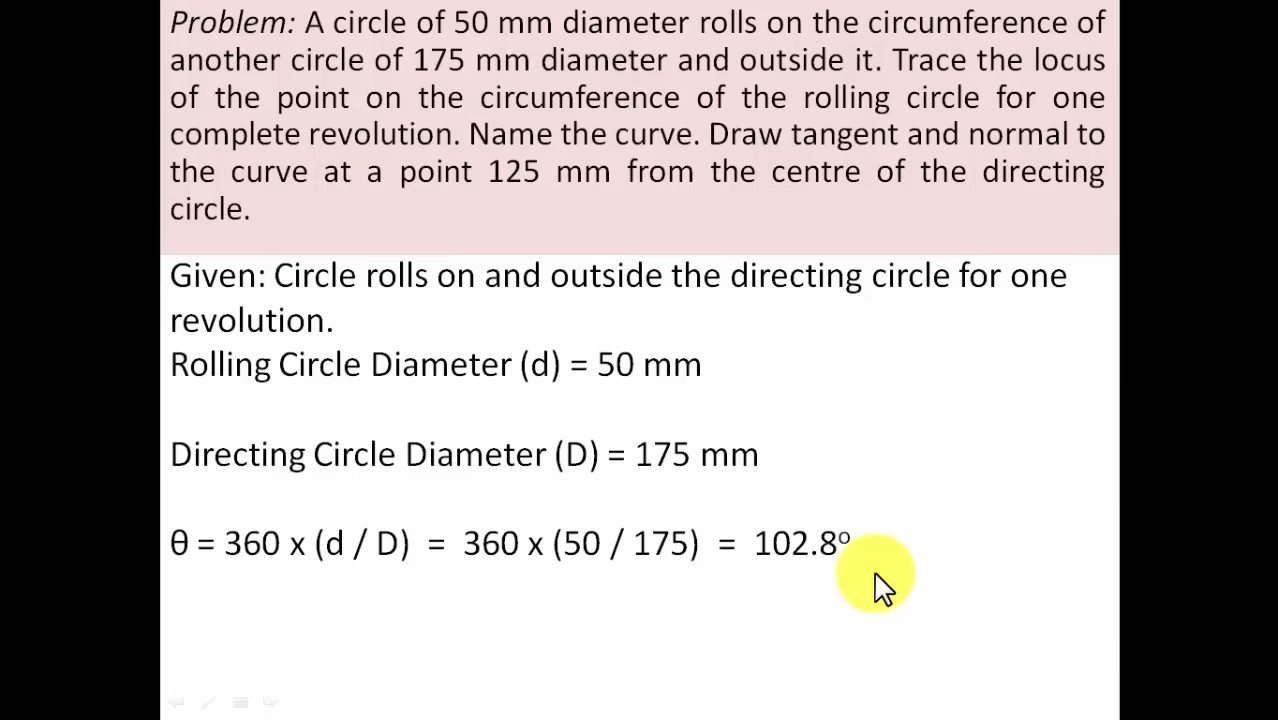 Problem: A circle of 50 mm diameter rolls on the circumference of
another circle of 175 mm diameter and outside it. Trace the locus
of the point on the circumference of the rolling circle for one
complete revolution. Name the curve. Draw tangent and normal to
the curve at a point 125 mm from the centre of the directing
circle.
Given: Circle rolls on and outside the directing circle for one
revolution.
Rolling Circle Diameter (d) = 50 mm
Directing Circle Diameter (D) = 175 mm
θ = 360 x (d / D) = 360 x (50 / 175) = 102.8º